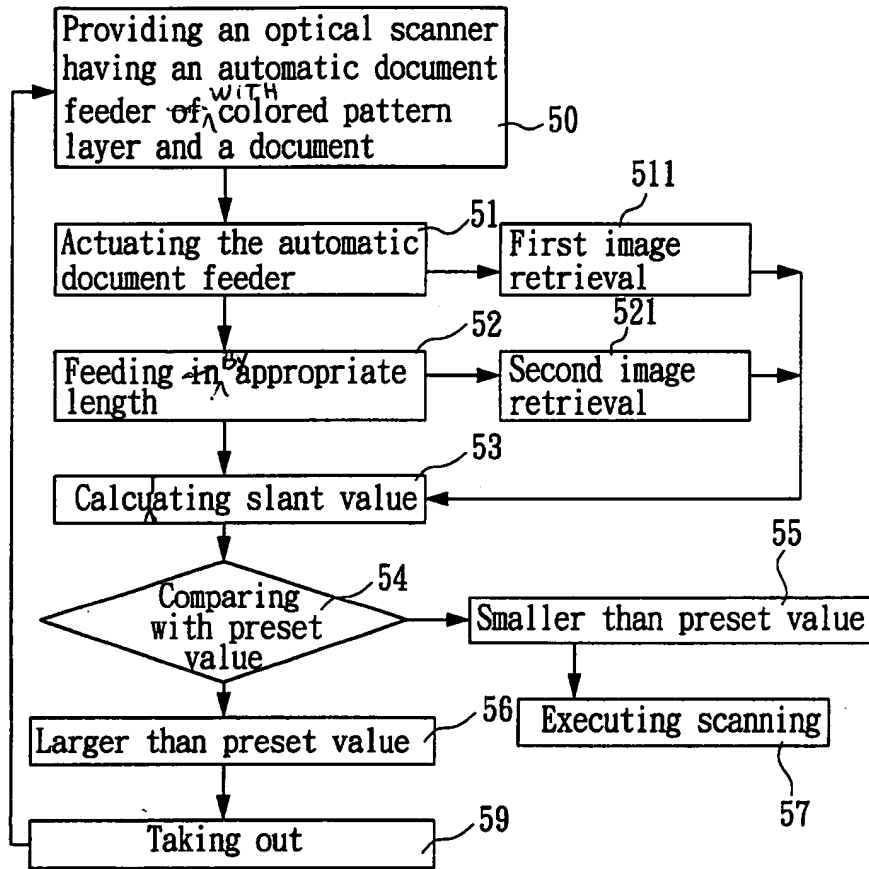 Providing an optical scanner
having an automatic document
WITH
feeder of colored pattern
layer and a document
50
51
511
Actuating the automatic
document feeder
First image
retrieval
52
521
BY
Feeding in appropriate
length
Second image
retrieval
53
Calcuating slant value
l
54
55
Comparing
with preset
value
Smaller than preset value
56
Larger than preset value
Executing scanning
57
Taking out
59